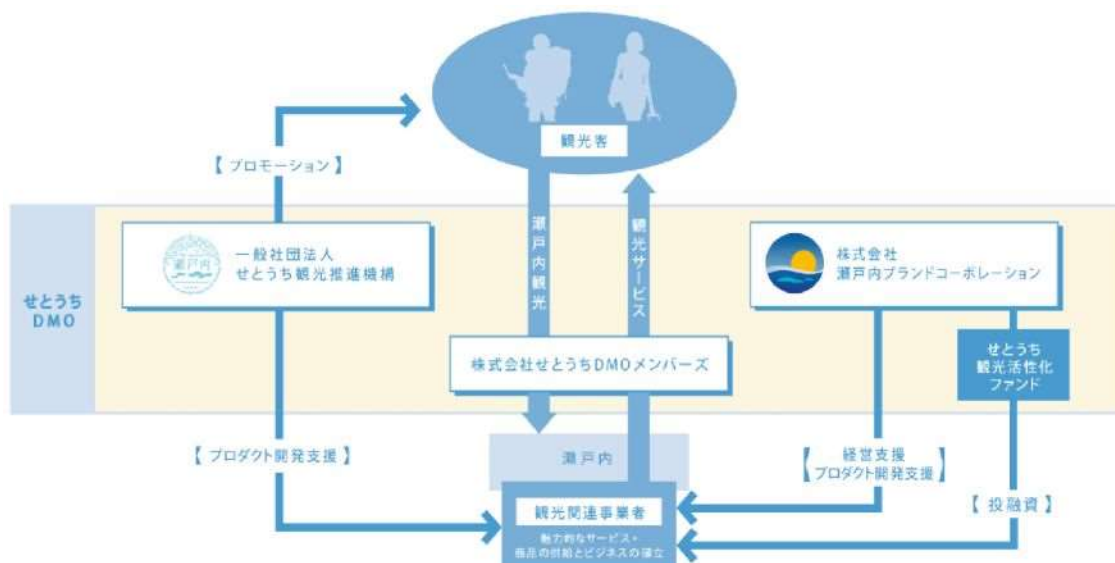 観光客
【 プロモーション 】
瀬戸内観光
観光サービス
せとうち
DMO
瀬戸内
一般社団法人
せとうち観光推進機構
株式会社
瀬戸内ブランドコーポレーション
株式会社せとうちDMOメンバーズ
せとうち
観光活性化
ファンド
【 プロダクト開発支援 】
瀬戸内
【 経営支援
プロダクト開発支援 】
【 投融資 】
観光関連事業者
魅力的なサービス・
商品の供給とビジネスの確立